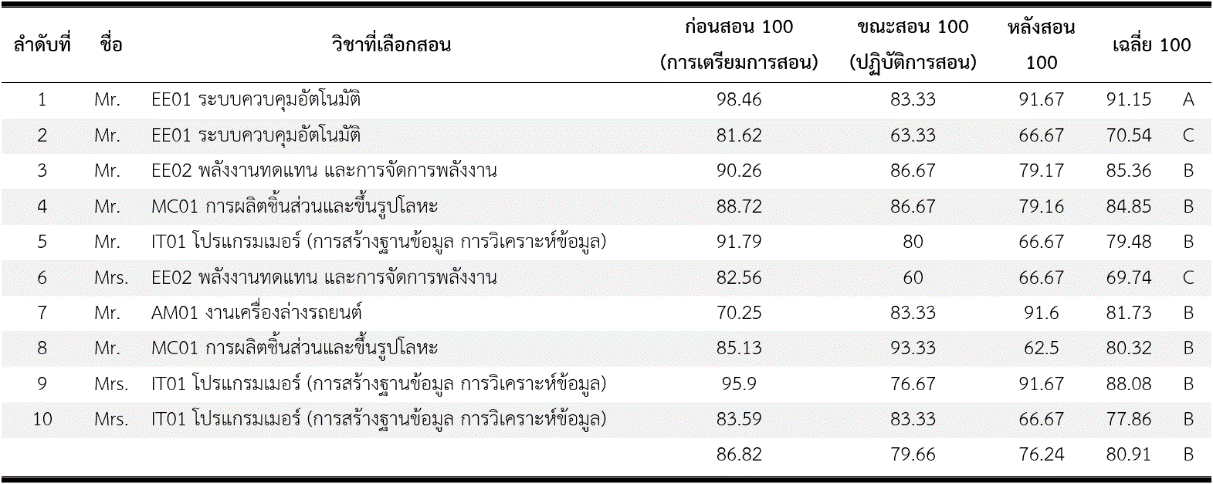 ลำดับที่ ชื่อ วิชาที่เลือกสอน ก่อนสอน 100 (การเตรียมการสอน) ขณะสอน 100 (ปฏิบัติการสอน) หลังสอน 100 เฉลี่ย 100
1 Mr. EE01 ระบบควบคุมอัตโนมัติ 98.46 83.33 91.67 91.15 A
2 Mr. EE01 ระบบควบคุมอัตโนมัติ 81.62 63.33 66.67 70.54 C
3 Mr. EE02 พลังงานทดแทน และการจัดการพลังงาน 90.26 86.67 79.17 85.36 B
4 Mr. MC01 การผลิตชิ้นส่วนและขึ้นรูปโลหะ 88.72 86.67 79.16 84.85 B
5 Mr. IT01 โปรแกรมเมอร์ (การสร้างฐานข้อมูล การวิเคราะห์ข้อมูล) 91.79 80 66.67 79.48 B
6 Mrs. EE02 พลังงานทดแทน และการจัดการพลังงาน 82.56 60 66.67 69.74 C
7 Mr. AM01 งานเครื่องล่างรถยนต์ 70.25 83.33 91.6 81.73 B
8 Mr. MC01 การผลิตชิ้นส่วนและขึ้นรูปโลหะ 85.13 93.33 62.5 80.32 B
9 Mrs. IT01 โปรแกรมเมอร์ (การสร้างฐานข้อมูล การวิเคราะห์ข้อมูล) 95.9 76.67 91.67 88.08 B
10 Mrs. IT01 โปรแกรมเมอร์ (การสร้างฐานข้อมูล การวิเคราะห์ข้อมูล) 83.59 83.33 66.67 77.86 B
86.82 79.66 76.24 80.91 B